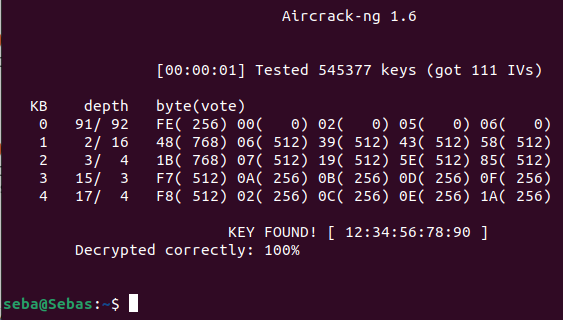 Aircrack-ng 1.6
[00:00:01] Tested 545377 keys (got 111 IVs)
KB depth byte(vote)
0 91/ 92 FE( 256) 00( 0) 02( 0) 05( 0) 06( 0)
1 2/ 16 48( 768) 06( 512) 39( 512) 43( 512) 58( 512)
2 3/ 4 1B( 768) 07( 512) 19( 512) 5E( 512) 85( 512)
3 15/ 3 F7( 512) 0A( 256) 0B( 256) 0D( 256) 0F( 256)
4 17/ 4 F8( 512) 02( 256) 0C( 256) 0E( 256) 1A( 256)
KEY FOUND! [ 12:34:56:78:90 ]
Decrypted correctly: 100%
seba@Sebas:~$